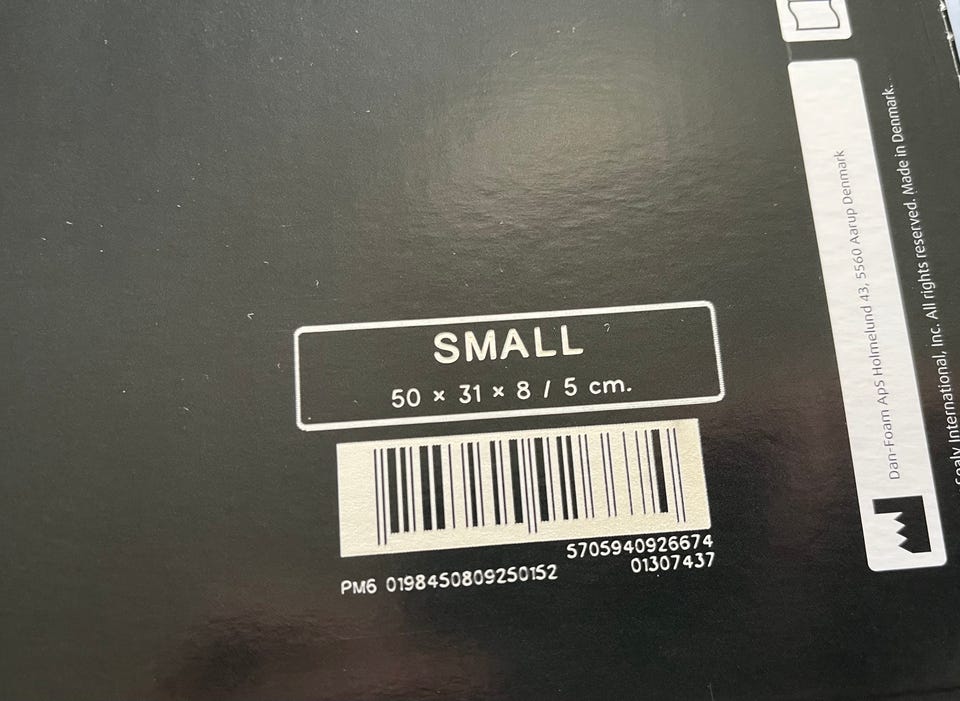 SMALL
50 × 31 × 8 / 5 cm.
5705940926674
PM6 0198450809250152
01307437
Dan-Foam ApS Holmelund 43, 5560 Aarup Denmark
Sealy International, Inc. All rights reserved. Made in Denmark.